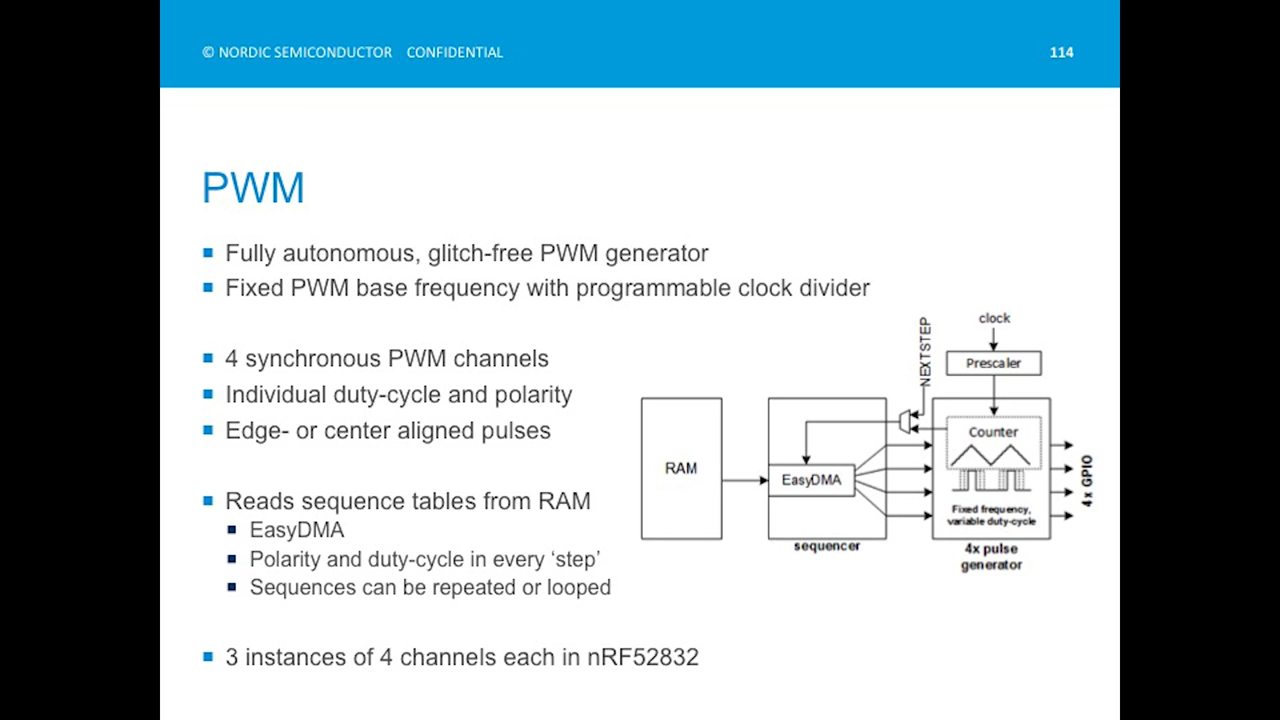 © NORDIC SEMICONDUCTOR CONFIDENTIAL 114
PWM
Fully autonomous, glitch-free PWM generator
Fixed PWM base frequency with programmable clock divider
4 synchronous PWM channels
Individual duty-cycle and polarity
Edge- or center aligned pulses
Reads sequence tables from RAM
EasyDMA
Polarity and duty-cycle in every ‘step’
Sequences can be repeated or looped
3 instances of 4 channels each in nRF52832
RAM
EasyDMA
sequencer
NEXTSTEP
clock
Prescaler
Counter
Fixed frequency,
variable duty-cycle
4x pulse
generator
4x GPIO